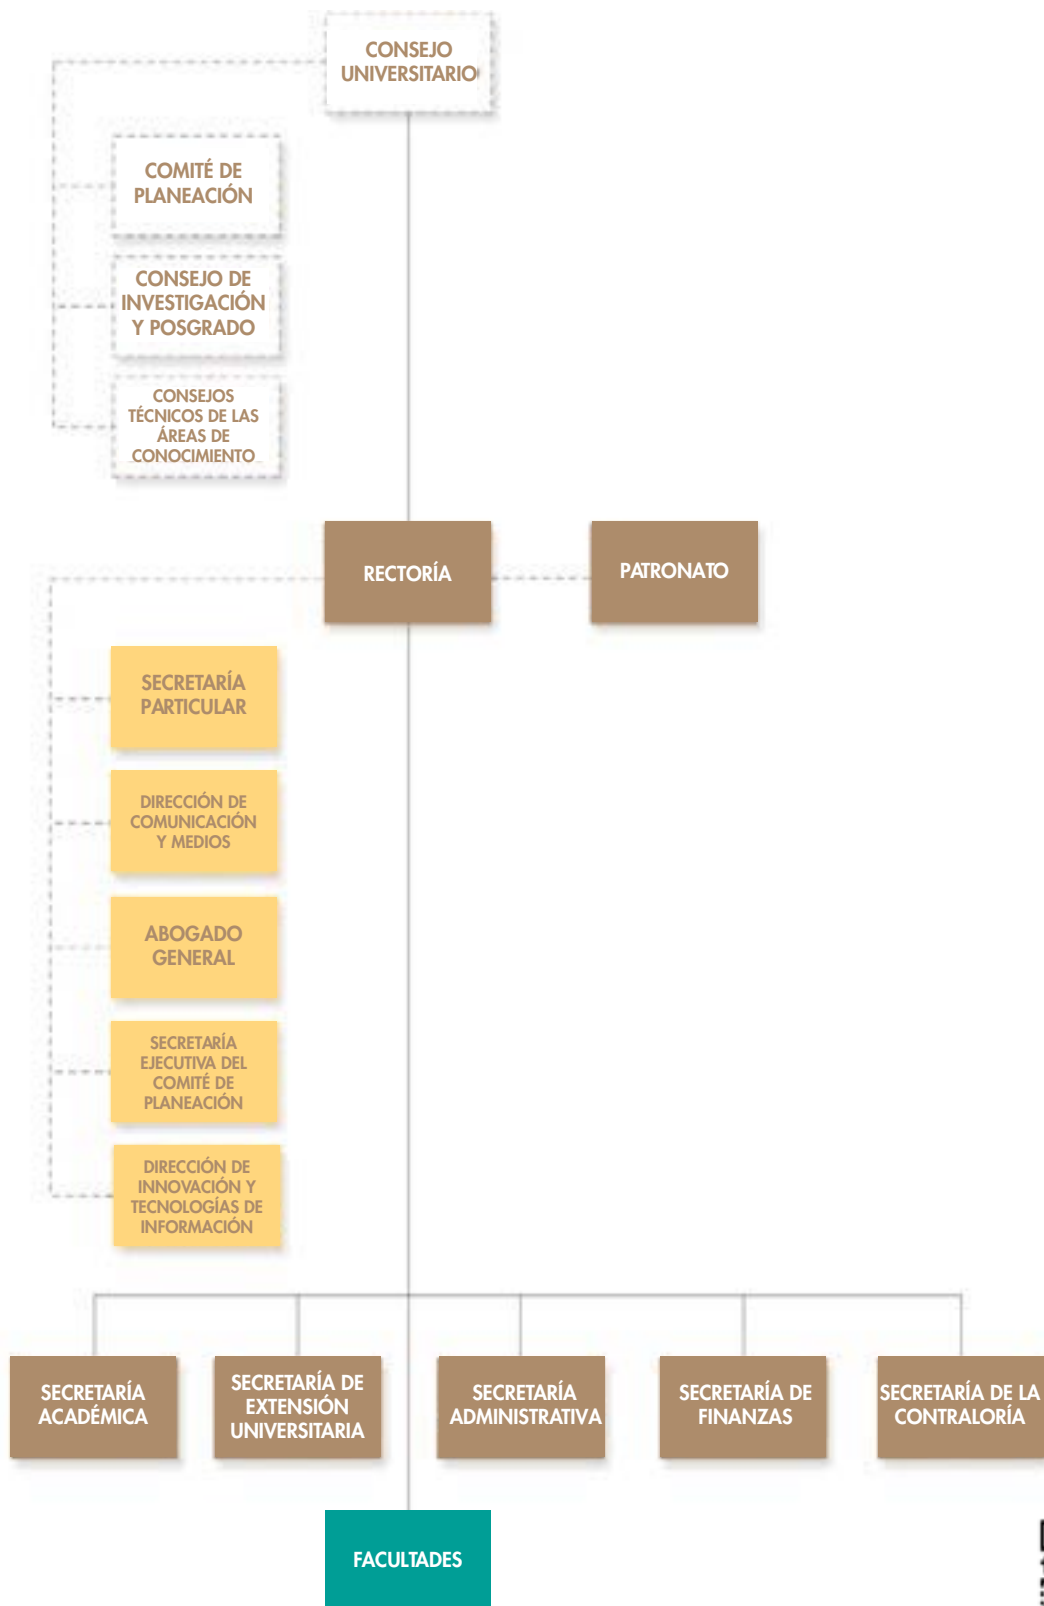 CONSEJO
UNIVERSITARIO
COMITÉ DE
PLANEACIÓN
CONSEJO DE
INVESTIGACIÓN
Y POSGRADO
CONSEJOS
TÉCNICOS DE LAS
ÁREAS DE
CONOCIMIENTO
RECTORÍA
PATRONATO
SECRETARÍA
PARTICULAR
DIRECCIÓN DE
COMUNICACIÓN
Y MEDIOS
ABOGADO
GENERAL
SECRETARÍA
EJECUTIVA DEL
COMITÉ DE
PLANEACIÓN
DIRECCIÓN DE
INNOVACIÓN Y
TECNOLOGÍAS DE
INFORMACIÓN
SECRETARÍA
ACADÉMICA
SECRETARÍA DE
EXTENSIÓN
UNIVERSITARIA
SECRETARÍA
ADMINISTRATIVA
SECRETARÍA DE
FINANZAS
SECRETARÍA DE LA
CONTRALORÍA
FACULTADES